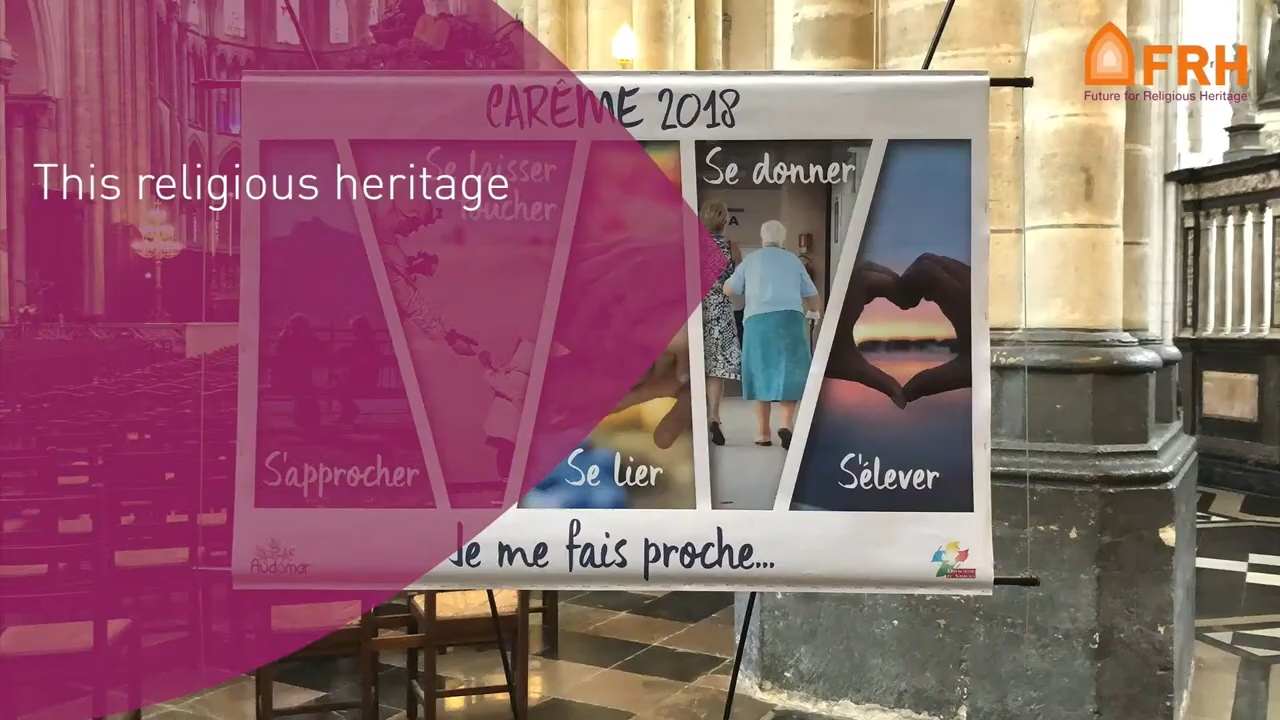 FRH
Future for Religious Heritage
This religious heritage
CARÊME 2018
Se laisser
toucher
Se donner
A
S'approcher
Se lier
S'élever
Je me fais proche...
Audomar